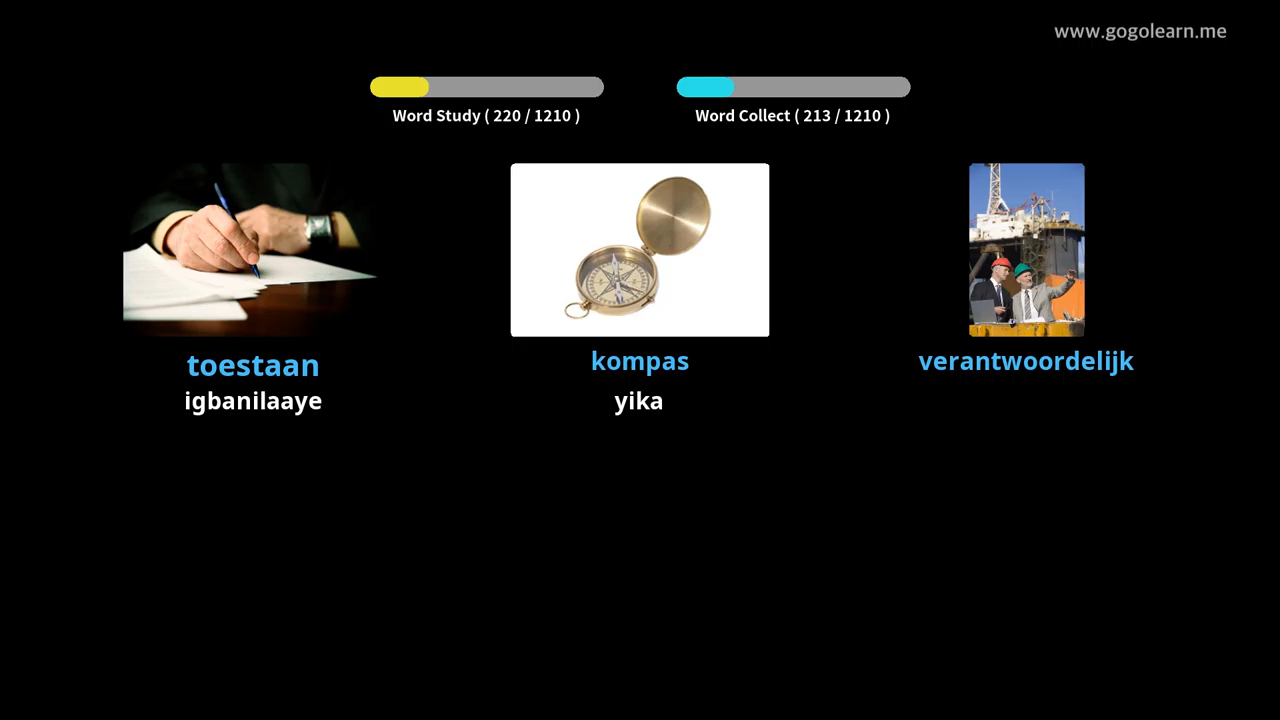 www.gogolearn.me
Word Study ( 220 / 1210 )
Word Collect ( 213 / 1210 )
toestaan
igbanilaaye
kompas
yika
verantwoordelijk